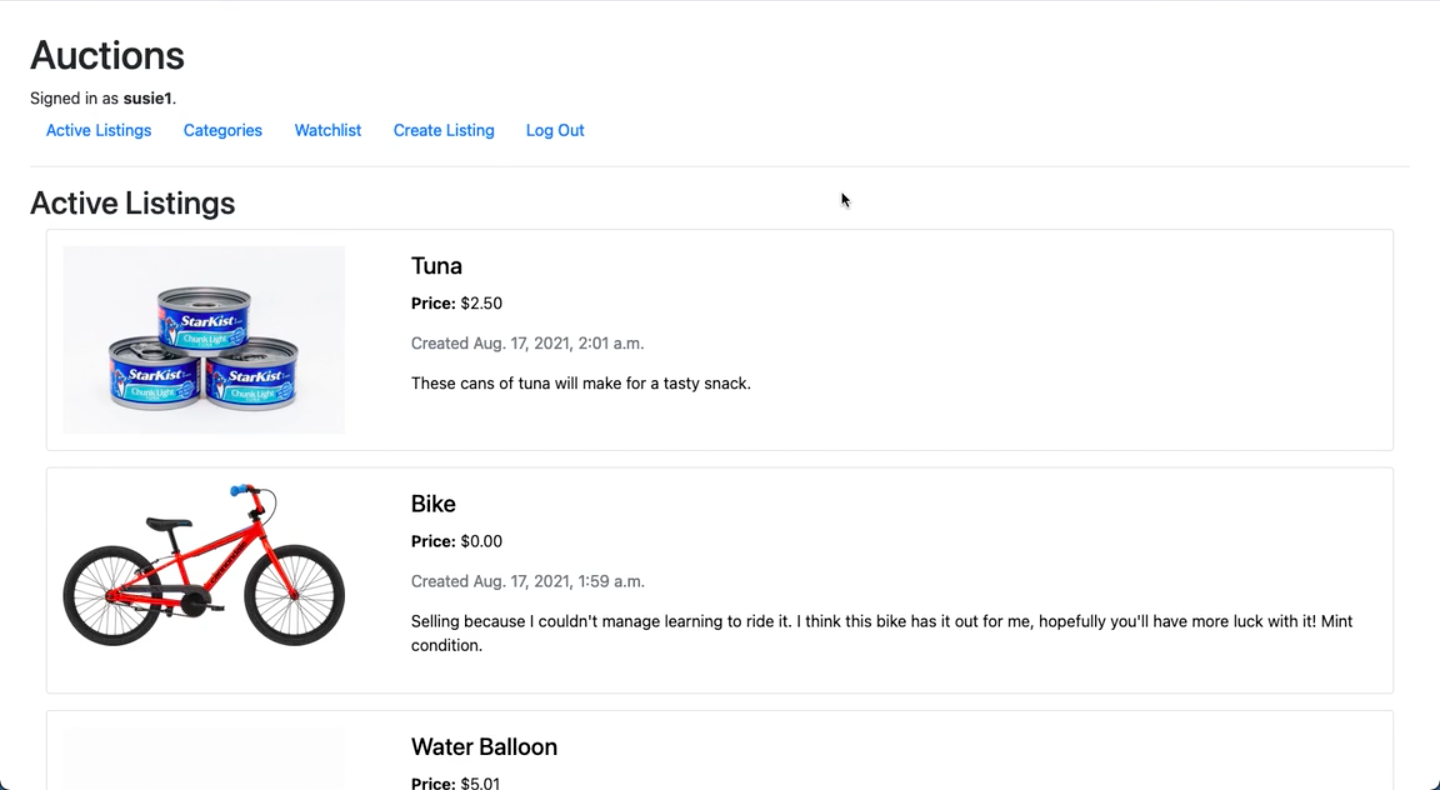 Auctions
Signed in as susie1.
Active Listings Categories Watchlist Create Listing Log Out
Active Listings
StarKist
Chunk Light
StarKist
Chunk Light
StarKist
Chunk Light
Tuna
Price: $2.50
Created Aug. 17, 2021, 2:01 a.m.
These cans of tuna will make for a tasty snack.
cannondale
Bike
Price: $0.00
Created Aug. 17, 2021, 1:59 a.m.
Selling because I couldn't manage learning to ride it. I think this bike has it out for me, hopefully you'll have more luck with it! Mint
condition.
Water Balloon
Price: $5.01